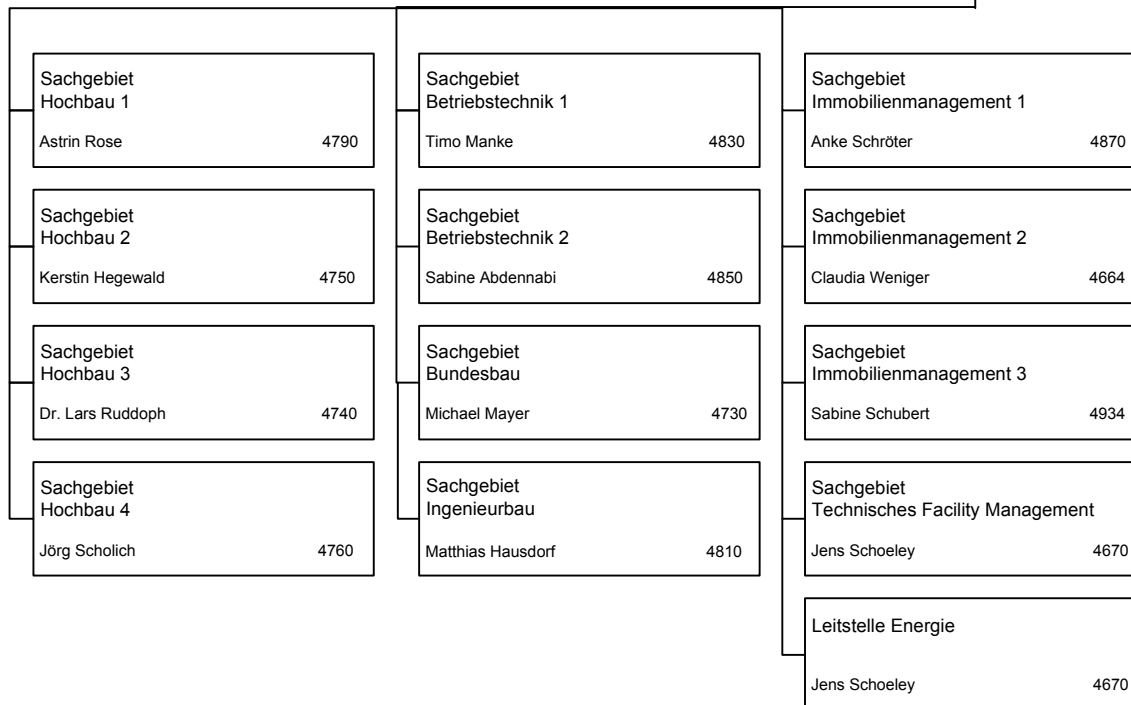 Sachgebiet
Hochbau 1
Astrin Rose 4790
Sachgebiet
Hochbau 2
Kerstin Hegewald 4750
Sachgebiet
Hochbau 3
Dr. Lars Ruddoph 4740
Sachgebiet
Hochbau 4
Jörg Scholich 4760
Sachgebiet
Betriebstechnik 1
Timo Manke 4830
Sachgebiet
Betriebstechnik 2
Sabine Abdennabi 4850
Sachgebiet
Bundesbau
Michael Mayer 4730
Sachgebiet
Ingenieurbau
Matthias Hausdorf 4810
Sachgebiet
Immobilienmanagement 1
Anke Schröter 4870
Sachgebiet
Immobilienmanagement 2
Claudia Weniger 4664
Sachgebiet
Immobilienmanagement 3
Sabine Schubert 4934
Sachgebiet
Technisches Facility Management
Jens Schoeley 4670
Leitstelle Energie
Jens Schoeley 4670